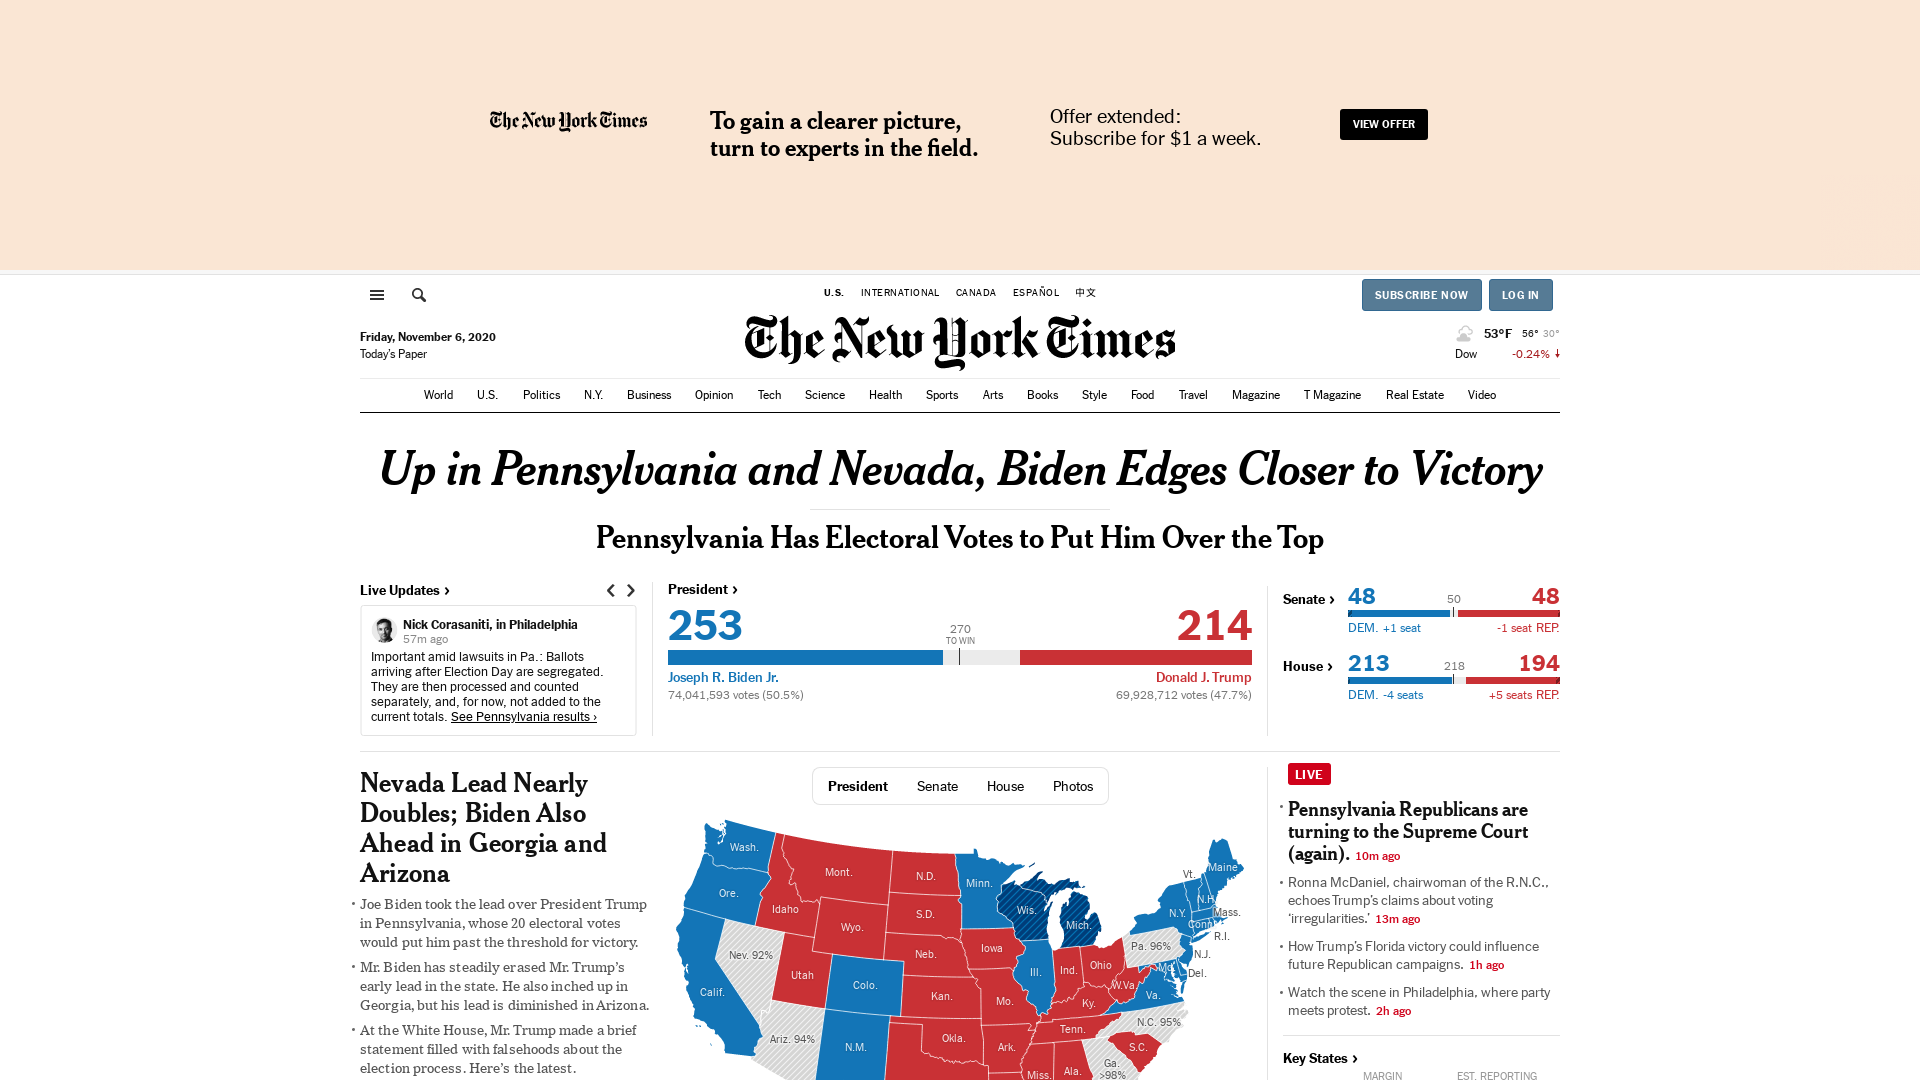 The New York Times
To gain a clearer picture,
turn to experts in the field.
Offer extended:
Subscribe for $1 a week.
VIEW OFFER
U.S. INTERNATIONAL CANADA ESPAÑOL 中文
SUBSCRIBE NOW LOG IN
Friday, November 6, 2020
Today's Paper
The New York Times
53°F 56° 30°
Dow -0.24%
World U.S. Politics N.Y. Business Opinion Tech Science Health Sports Arts Books Style Food Travel Magazine T Magazine Real Estate Video
Up in Pennsylvania and Nevada, Biden Edges Closer to Victory
Pennsylvania Has Electoral Votes to Put Him Over the Top
Live Updates ›
Nick Corasaniti, in Philadelphia
57m ago
Important amid lawsuits in Pa.: Ballots
arriving after Election Day are segregated.
They are then processed and counted
separately, and, for now, not added to the
current totals. See Pennsylvania results ›
President ›
253 214
270
TO WIN
Joseph R. Biden Jr. Donald J. Trump
74,041,593 votes (50.5%) 69,928,712 votes (47.7%)
Senate › 48 50 48
DEM. +1 seat -1 seat REP.
House › 213 218 194
DEM. -4 seats +5 seats REP.
Nevada Lead Nearly
Doubles; Biden Also
Ahead in Georgia and
Arizona
• Joe Biden took the lead over President Trump
in Pennsylvania, whose 20 electoral votes
would put him past the threshold for victory.
• Mr. Biden has steadily erased Mr. Trump's
early lead in the state. He also inched up in
Georgia, but his lead is diminished in Arizona.
• At the White House, Mr. Trump made a brief
statement filled with falsehoods about the
election process. Here's the latest.
President Senate House Photos
Wash.
Mont.
N.D.
Minn.
Vt.
Maine
Ore.
Idaho
S.D.
Wis.
Mich.
N.Y.
N.H.
Mass.
Wyo.
Conn.
R.I.
Nev. 92%
Neb.
Iowa
Pa. 96%
N.J.
Utah
Ill.
Ind.
Ohio
Md.
Del.
Calif.
Colo.
Kan.
Mo.
W.Va.
Va.
Ky.
N.C. 95%
Ariz. 94%
N.M.
Okla.
Ark.
Tenn.
S.C.
Miss.
Ala.
Ga.
>98%
LIVE
• Pennsylvania Republicans are
turning to the Supreme Court
(again). 10m ago
• Ronna McDaniel, chairwoman of the R.N.C.,
echoes Trump's claims about voting
‘irregularities.’ 13m ago
• How Trump's Florida victory could influence
future Republican campaigns. 1h ago
• Watch the scene in Philadelphia, where party
meets protest. 2h ago
Key States ›
MARGIN EST. REPORTING